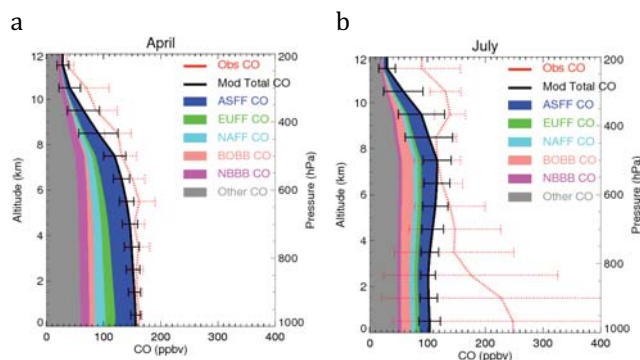 a
b
April
July
12
10
8
6
4
2
0
Altitude (km)
Obs CO
Mod Total CO
ASFF CO
EUFF CO
NAFF CO
BOBB CO
NBBB CO
Other CO
200
400
600
800
1000
Pressure (hPa)
0 100 200 300 400
CO (ppbv)
12
10
8
6
4
2
0
Altitude (km)
Obs CO
Mod Total CO
ASFF CO
EUFF CO
NAFF CO
BOBB CO
NBBB CO
Other CO
200
400
600
800
1000
Pressure (hPa)
0 100 200 300 400
CO (ppbv)